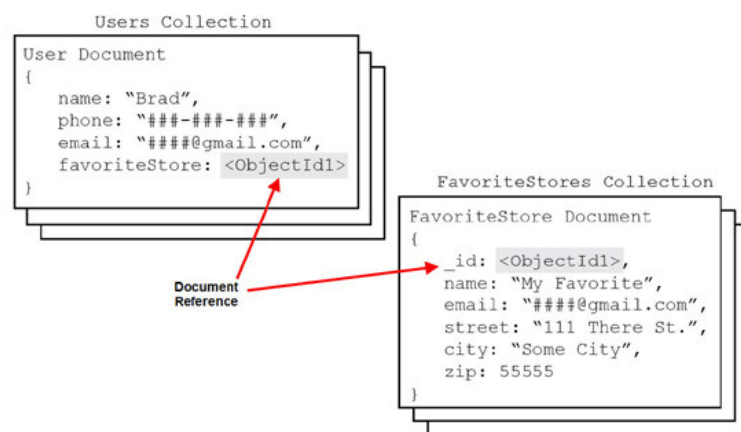 Users Collection
User Document
{
name: “Brad”,
phone: “###-###-###”,
email: “####@gmail.com”,
favoriteStore: <ObjectId1>
}
Document
Reference
FavoriteStores Collection
FavoriteStore Document
{
_id: <ObjectId1>,
name: “My Favorite”,
email: “####@gmail.com”,
street: “111 There St.”,
city: “Some City”,
zip: 55555
}